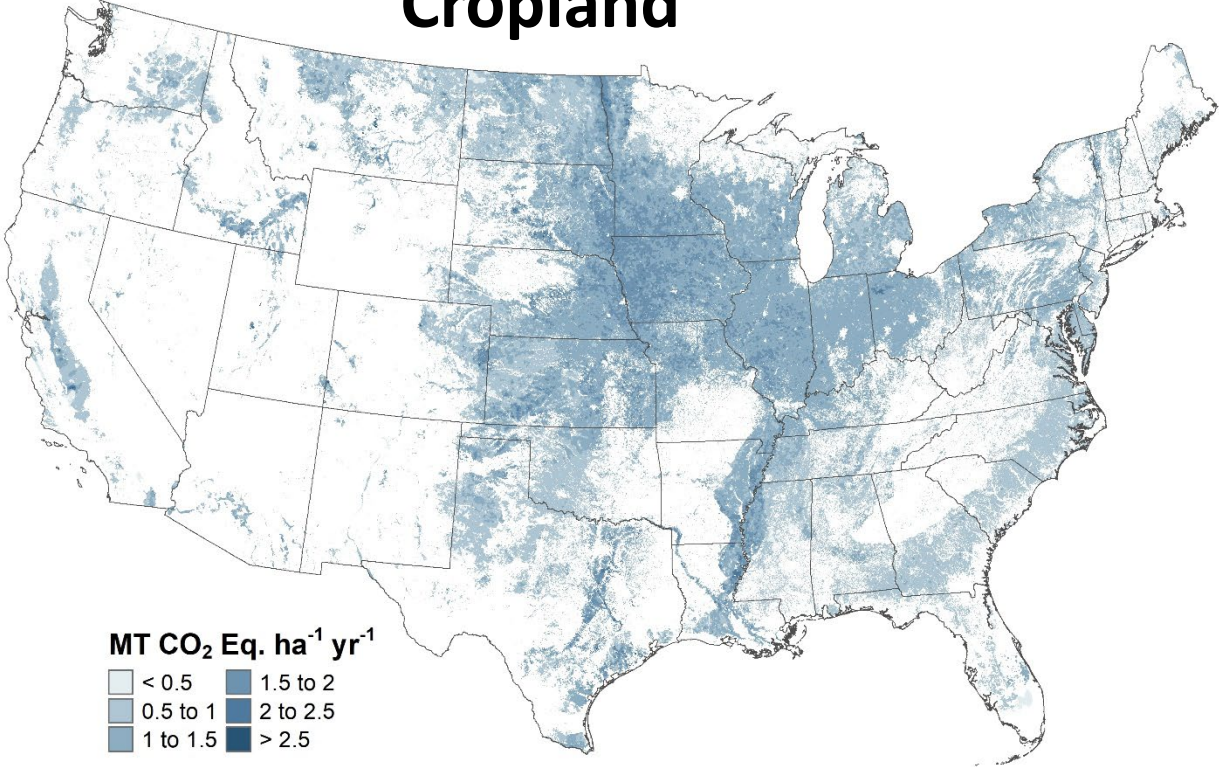 Cropland
MT CO₂ Eq. ha⁻¹ yr⁻¹
< 0.5
0.5 to 1
1 to 1.5
1.5 to 2
2 to 2.5
> 2.5